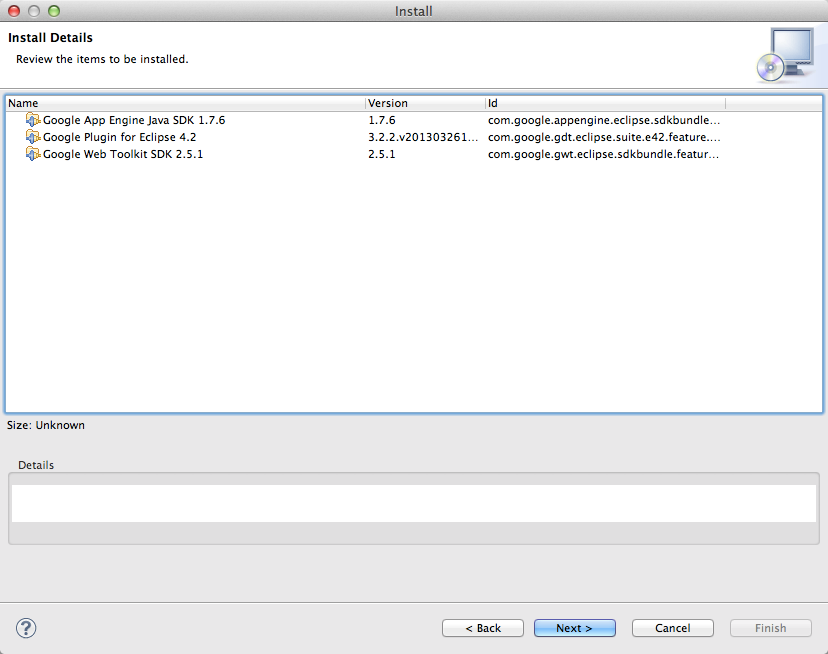 Install
Install Details
Review the items to be installed.
Name Version Id
Google App Engine Java SDK 1.7.6 1.7.6 com.google.appengine.eclipse.sdkbundle...
Google Plugin for Eclipse 4.2 3.2.2.v201303261... com.google.gdt.eclipse.suite.e42.feature....
Google Web Toolkit SDK 2.5.1 2.5.1 com.google.gwt.eclipse.sdkbundle.featur...
Size: Unknown
Details
? < Back Next > Cancel Finish